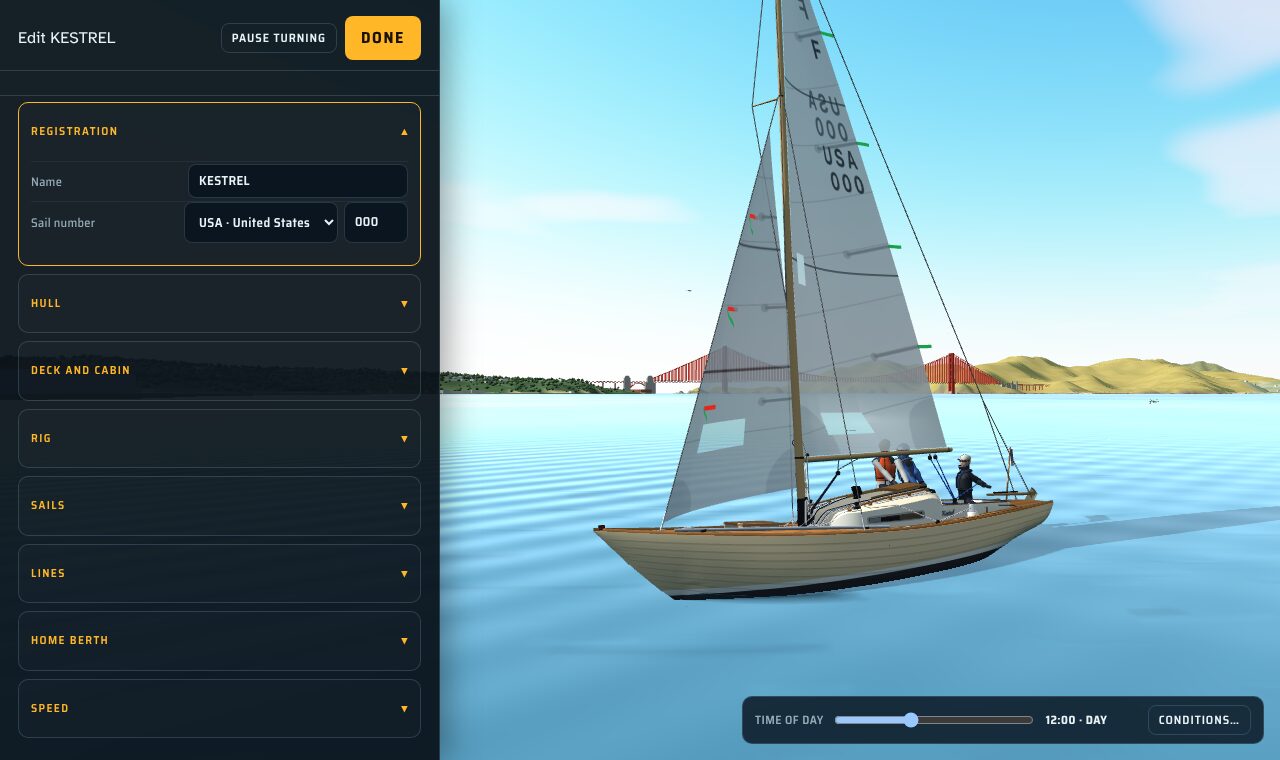 Edit KESTREL
PAUSE TURNING
DONE
REGISTRATION
Name
KESTREL
Sail number
USA · United States
000
HULL
DECK AND CABIN
RIG
SAILS
LINES
HOME BERTH
SPEED
F
F
USA
000
USA
000
TIME OF DAY
12:00 · DAY
CONDITIONS...